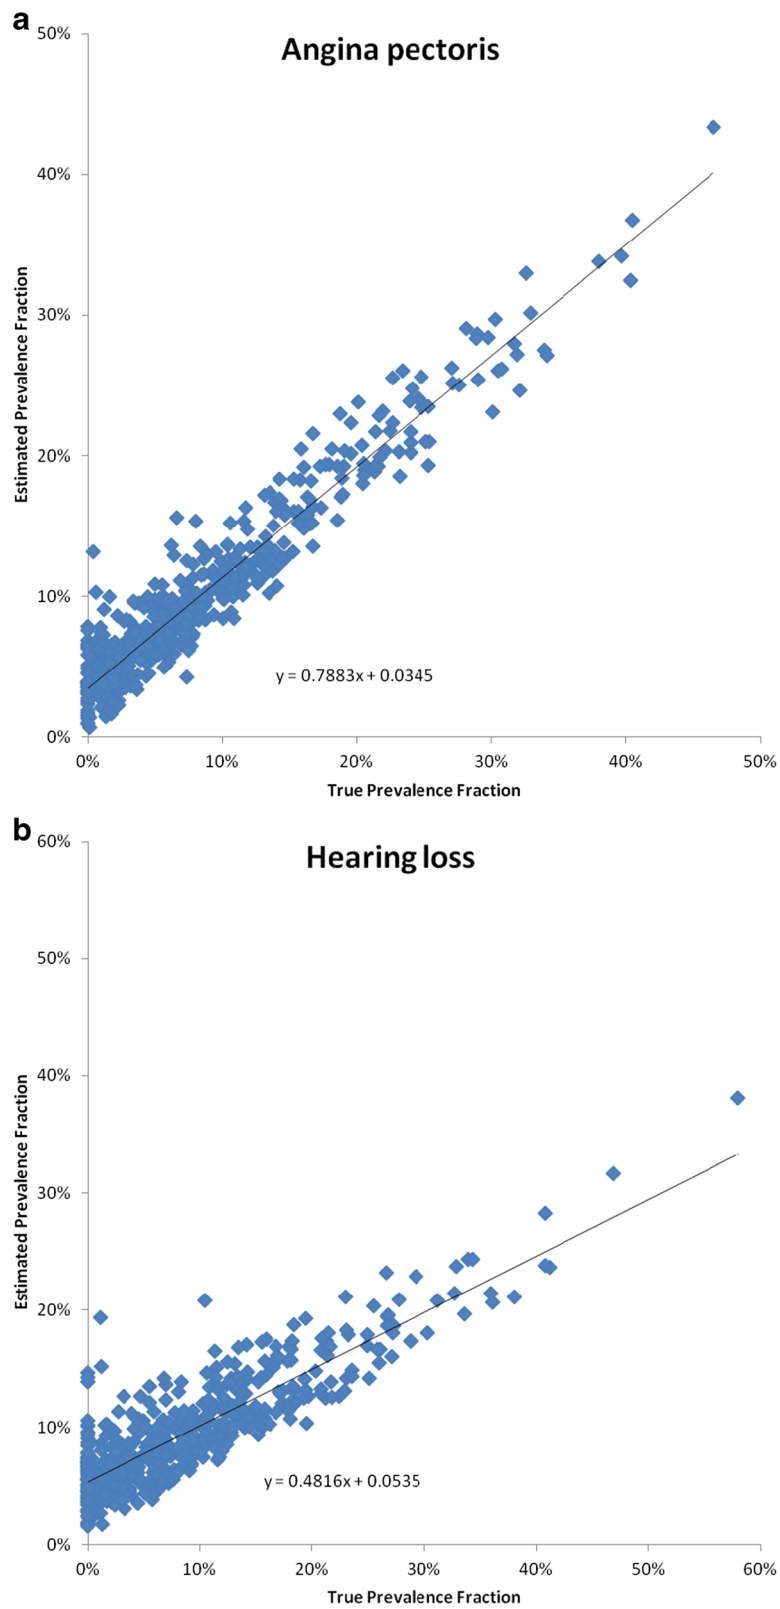 a
Angina pectoris
50%
40%
30%
20%
10%
0%
Estimated Prevalence Fraction
y = 0.7883x + 0.0345
0% 10% 20% 30% 40% 50%
True Prevalence Fraction
b
Hearing loss
60%
50%
40%
30%
20%
10%
0%
Estimated Prevalence Fraction
y = 0.4816x + 0.0535
0% 10% 20% 30% 40% 50% 60%
True Prevalence Fraction